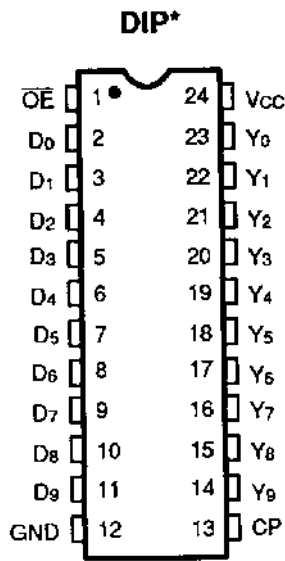 DIP*
OE 1 24 Vcc
D0 2 23 Y0
D1 3 22 Y1
D2 4 21 Y2
D3 5 20 Y3
D4 6 19 Y4
D5 7 18 Y5
D6 8 17 Y6
D7 9 16 Y7
D8 10 15 Y8
D9 11 14 Y9
GND 12 13 CP